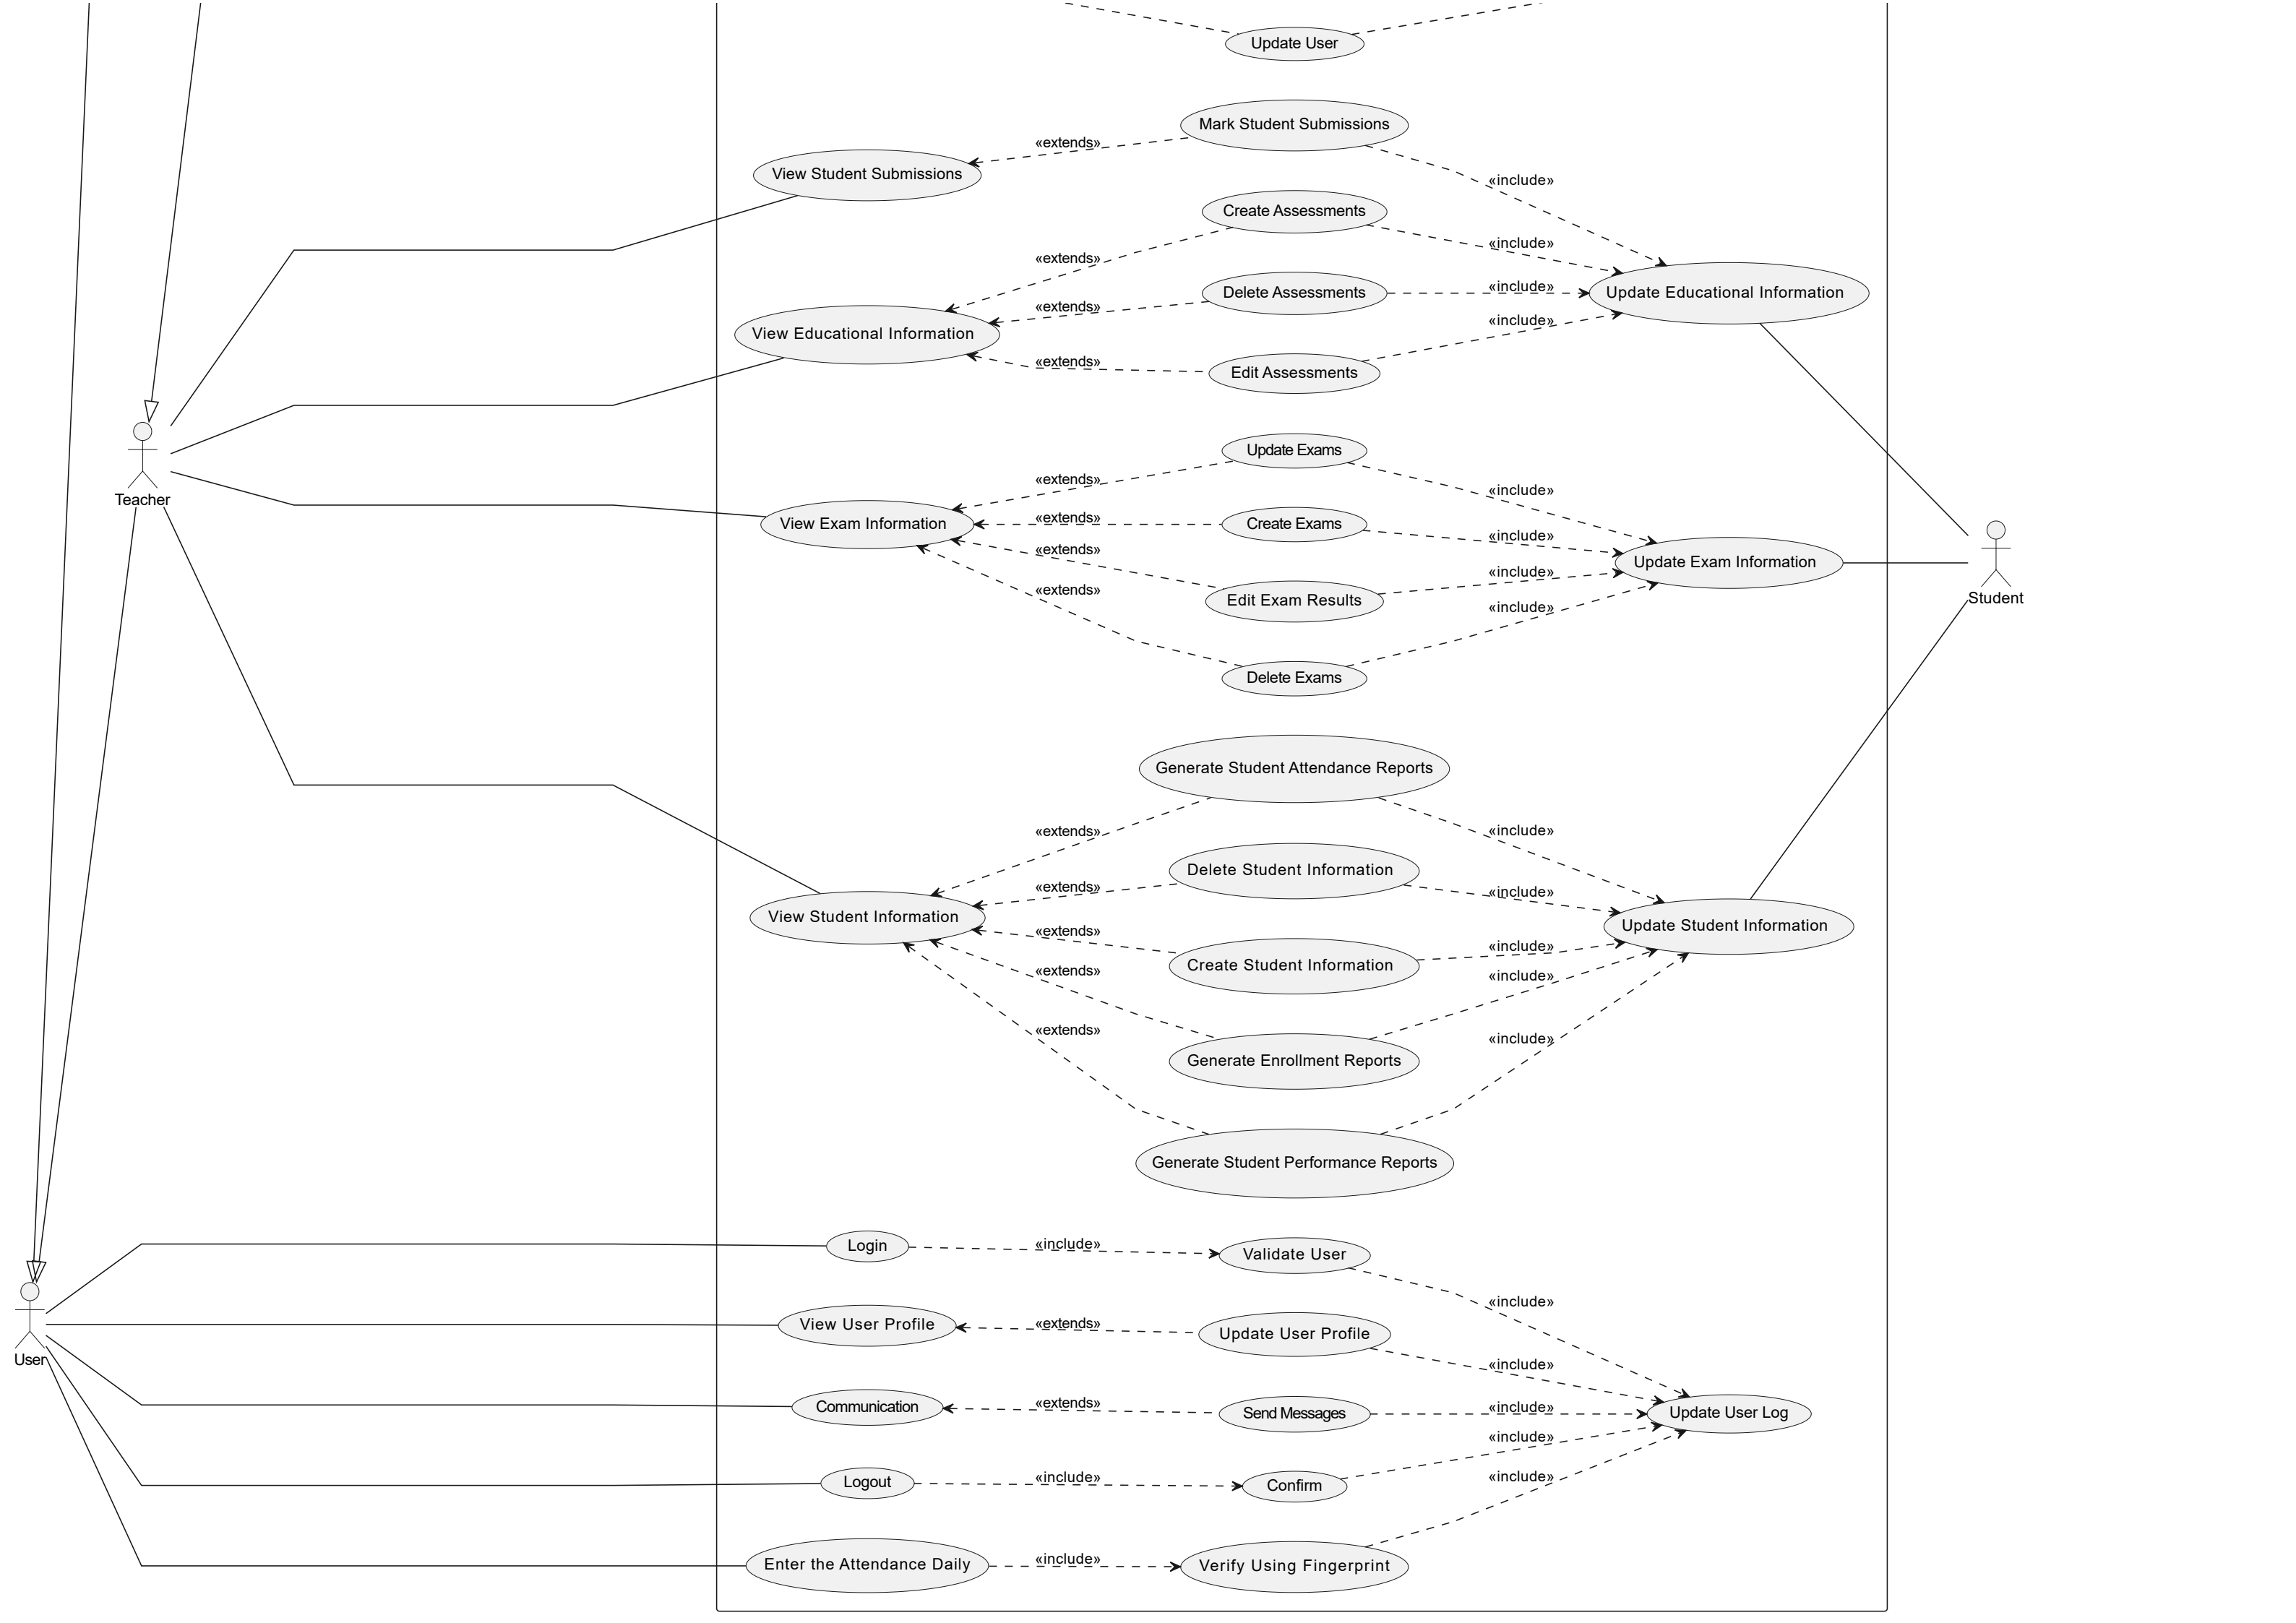 Update User
Mark Student Submissions
«extends»
View Student Submissions
«include»
Create Assessments
«include»
«extends»
Delete Assessments
«include»
Update Educational Information
«extends»
«include»
View Educational Information
«extends»
Edit Assessments
Update Exams
«extends»
«include»
Teacher
View Exam Information
«extends»
Create Exams
«include»
«extends»
Update Exam Information
«include»
«extends»
Edit Exam Results
Student
«include»
Delete Exams
Generate Student Attendance Reports
«extends»
«include»
Delete Student Information
«extends»
«include»
View Student Information
Update Student Information
«extends»
«include»
Create Student Information
«extends»
«include»
«extends»
«include»
Generate Enrollment Reports
Generate Student Performance Reports
Login
«include»
Validate User
«include»
View User Profile
«extends»
Update User Profile
User
«include»
Communication
«extends»
Send Messages
«include»
Update User Log
«include»
Logout
«include»
Confirm
«include»
Enter the Attendance Daily
«include»
Verify Using Fingerprint